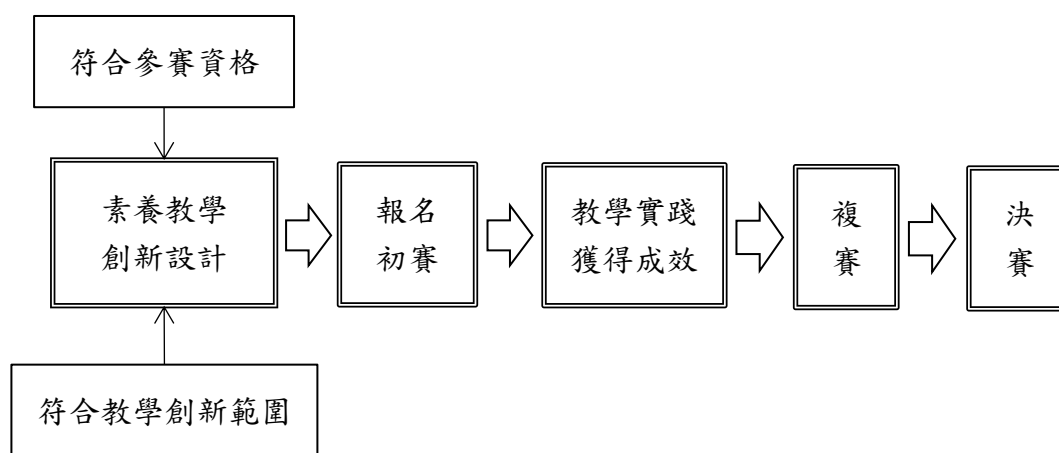 符合參賽資格
素養教學
創新設計
報名
初賽
教學實踐
獲得成效
複
賽
決
賽
符合教學創新範圍